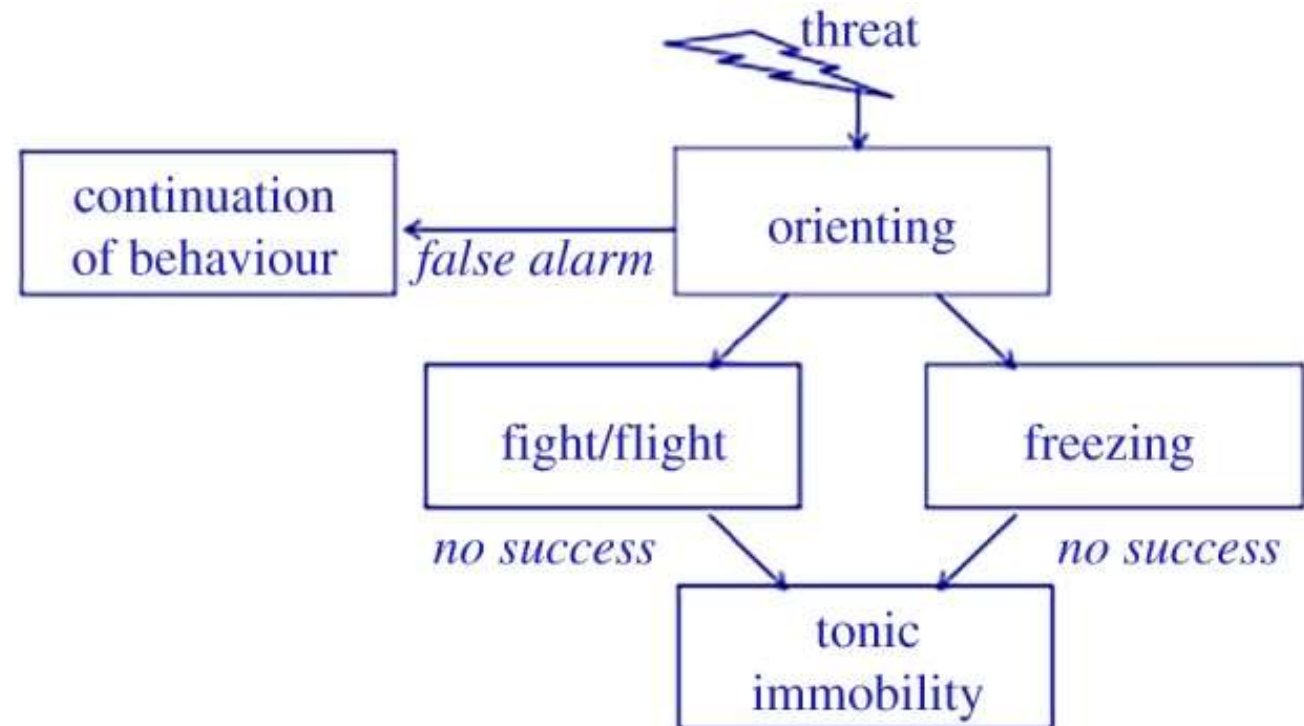 threat
continuation
of behaviour
false alarm
orienting
fight/flight
freezing
no success
no success
tonic
immobility